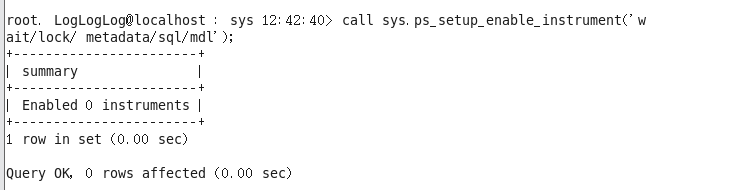 root. LogLogLog@localhost : sys 12:42:40> call sys.ps_setup_enable_instrument('w
ait/lock/ metadata/sql/mdl');
+-----------------------+
| summary               |
+-----------------------+
| Enabled 0 instruments |
+-----------------------+
1 row in set (0.00 sec)
Query OK, 0 rows affected (0.00 sec)